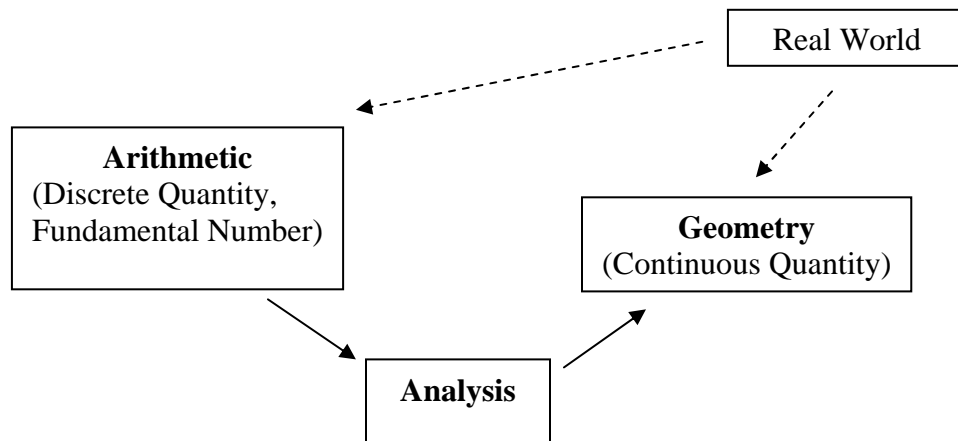 Real World
Arithmetic
(Discrete Quantity,
Fundamental Number)
Geometry
(Continuous Quantity)
Analysis